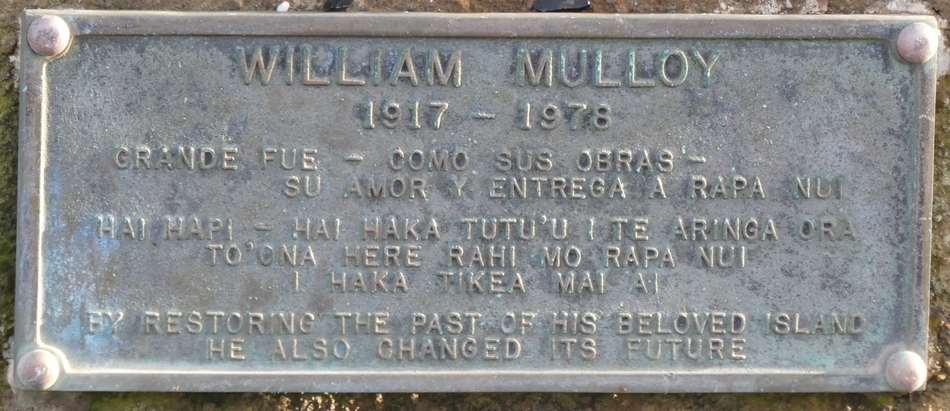 WILLIAM MULLOY
1917 - 1978
GRANDE FUE - COMO SUS OBRAS -
SU AMOR Y ENTREGA A RAPA NUI
HAI HAPI - HAI HAKA TUTU'U I TE ARINGA ORA
TO'ONA HERE RAHI MO RAPA NUI
I HAKA TIKEA MAI AI
BY RESTORING THE PAST OF HIS BELOVED ISLAND
HE ALSO CHANGED ITS FUTURE